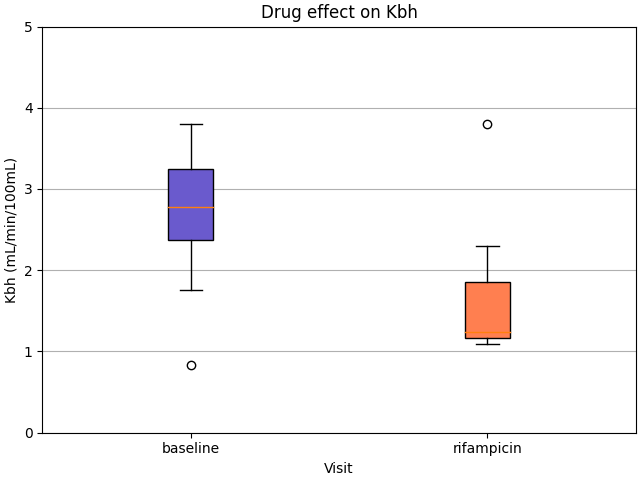 Drug effect on Kbh
5
4
3
2
1
0
Kbh (mL/min/100mL)
baseline rifampicin
Visit